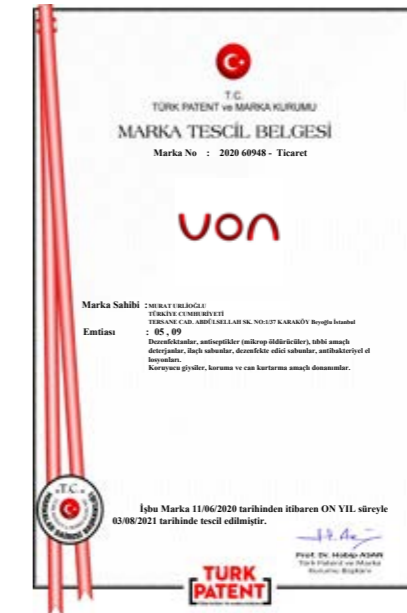 T.C.
TÜRK PATENT ve MARKA KURUMU
MARKA TESCİL BELGESİ
Marka No : 2020 60948 - Ticaret
von
Marka Sahibi : MURAT URLİOĞLU
TÜRKİYE CUMHURİYETİ
TERSANE CAD. ABDÜLSELLAH SK. NO:1/37 KARAKÖY Beyoğlu İstanbul
Emtiası : 05 , 09
Dezenfektanlar, antiseptikler (mikrop öldürücüler), tıbbi amaçlı
deterjanlar, ilaçlı sabunlar, dezenfekte edici sabunlar, antibakteriyel el
losyonları.
Koruyucu giysiler, koruma ve can kurtarma amaçlı donanımlar.
T.C.
İşbu Marka 11/06/2020 tarihinden itibaren ON YIL süreyle
03/08/2021 tarihinde tescil edilmiştir.
Prof. Dr. Habip ASAN
Türk Patent ve Marka
Kurumu Başkanı
TURK
PATENT